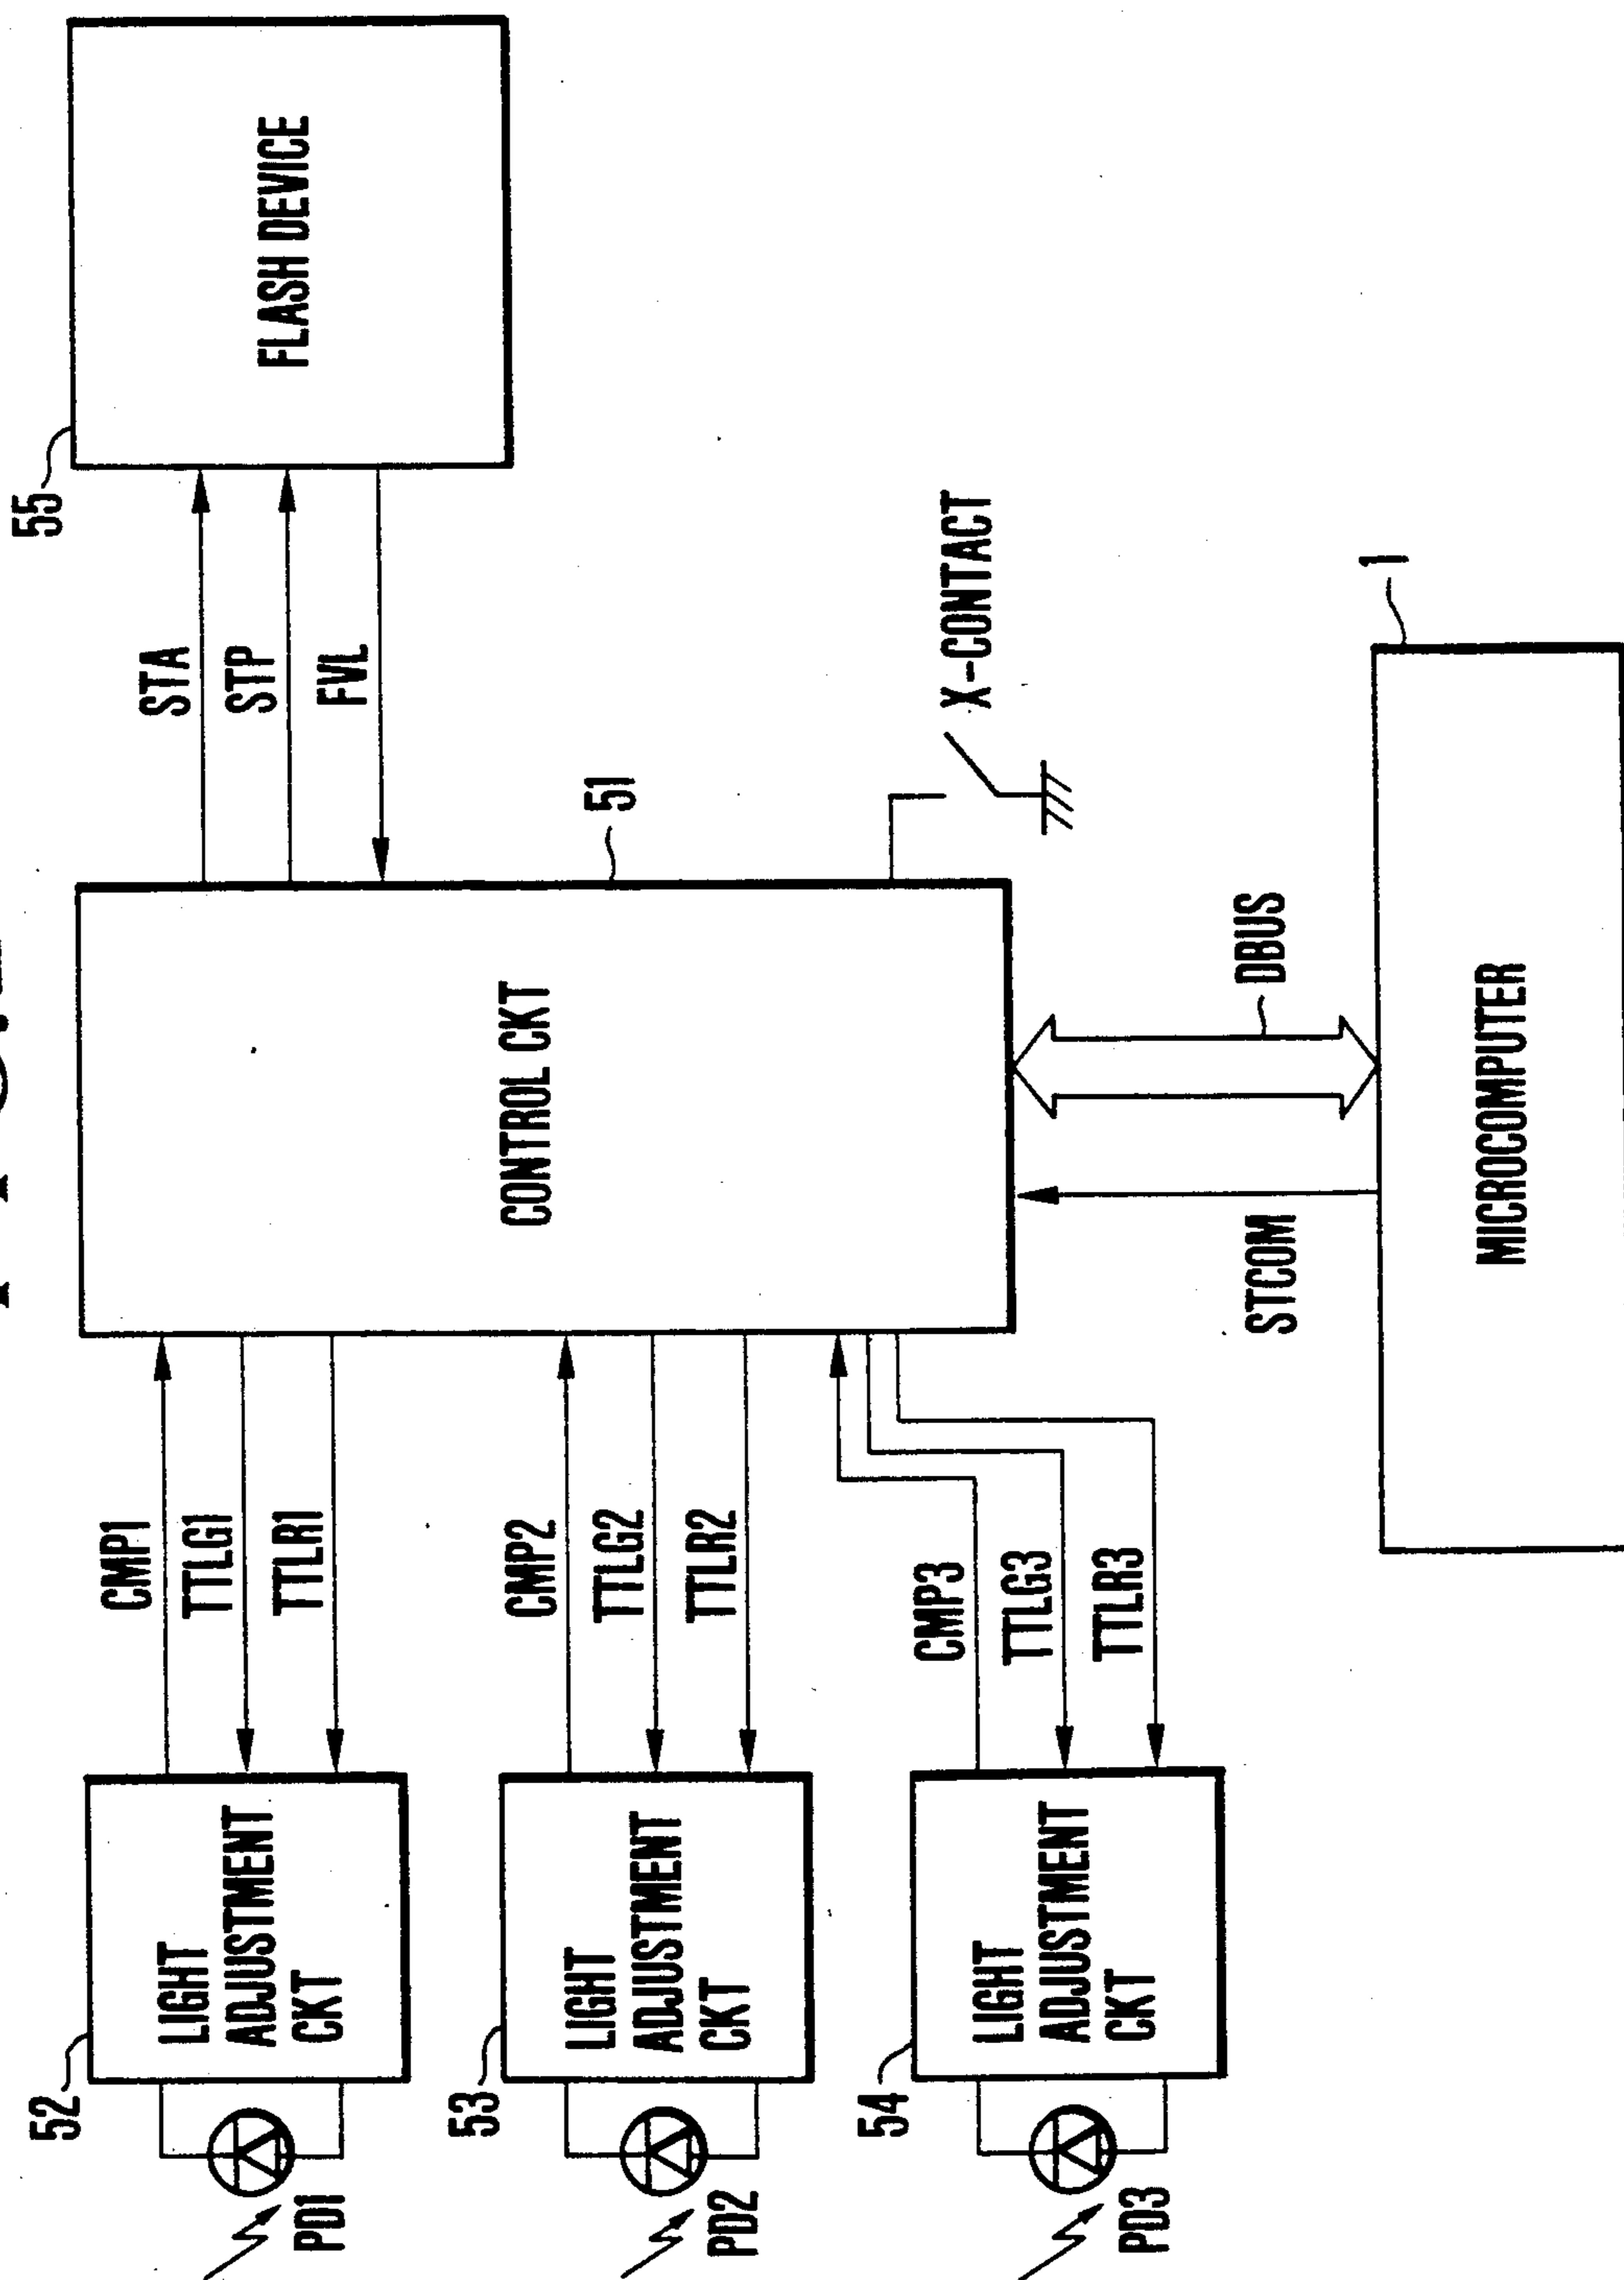 55
FLASH DEVICE
STA
STP
FVL
51
X-CONTACT
CONTROL CKT
1
DBUS
STCOM
MICROCOMPUTER
CMP1
TTLG1
TTLR1
CMP2
TTLG2
TTLR2
CMP3
TTLG3
TTLR3
52
LIGHT
ADJUSTMENT
CKT
53
LIGHT
ADJUSTMENT
CKT
54
LIGHT
ADJUSTMENT
CKT
PD1
PD2
PD3